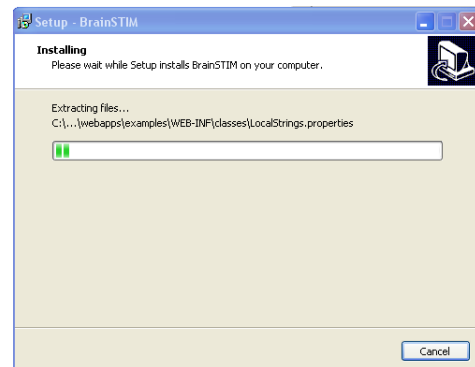 Setup - BrainSTIM
Installing
Please wait while Setup installs BrainSTIM on your computer.
Extracting files...
C:\...\webapps\examples\WEB-INF\classes\LocalStrings.properties
Cancel